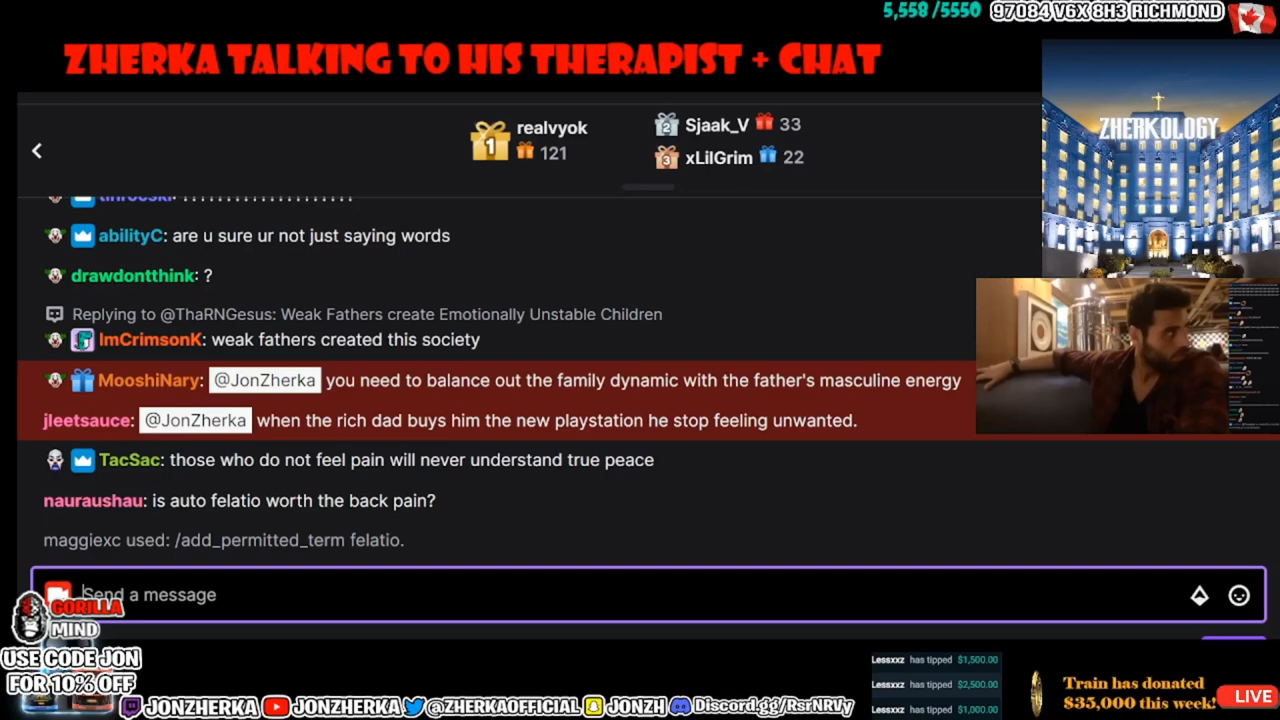 5,558 /5550
97084 V6X 8H3 RICHMOND
ZHERKA TALKING TO HIS THERAPIST + CHAT
ZHERKOLOGY
1 realvyok 121
2 Sjaak_V 33
3 xLilGrim 22
abilityC: are u sure ur not just saying words
drawdontthink: ?
Replying to @ThaRNGesus: Weak Fathers create Emotionally Unstable Children
ImCrimsonK: weak fathers created this society
MooshiNary: @JonZherka you need to balance out the family dynamic with the father's masculine energy
jleetsauce: @JonZherka when the rich dad buys him the new playstation he stop feeling unwanted.
TacSac: those who do not feel pain will never understand true peace
nauraushau: is auto felatio worth the back pain?
maggiexc used: /add_permitted_term felatio.
Send a message
GORILLA
MIND
USE CODE JON
FOR 10% OFF
Lessxxz has tipped $1,500.00
Lessxxz has tipped $2,500.00
Lessxxz has tipped $1,000.00
Train has donated
$35,000 this week!
LIVE
JONZHERKA JONZHERKA @ZHERKAOFFICIAL JONZH Discord.gg/RsrNRVy